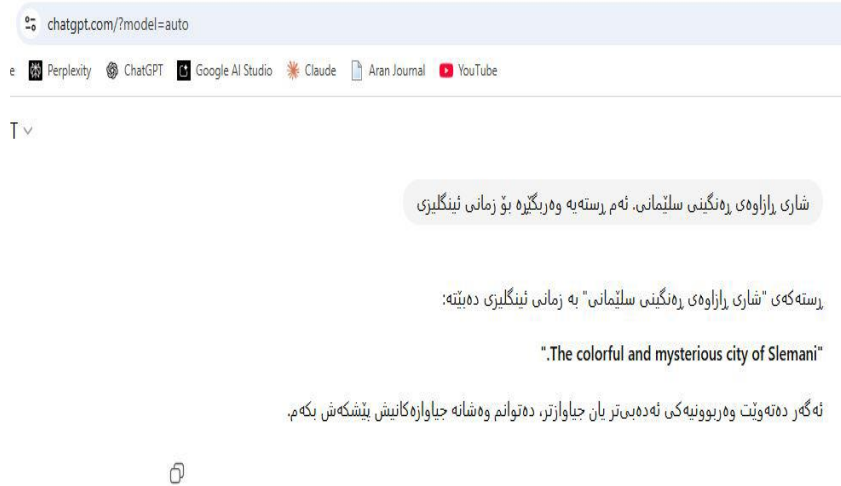 chatgpt.com/?model=auto
e Perplexity ChatGPT Google AI Studio Claude Aran Journal YouTube
T
شاری ڕازاوەی ڕەنگینی سلێمانی. ئەم ڕستەیە وەربگێڕە بۆ زمانی ئینگلیزی
ڕستەکەی "شاری ڕازاوەی ڕەنگینی سلێمانی" بە زمانی ئینگلیزی دەبێتە:
"The colorful and mysterious city of Slemani."
ئەگەر دەتەوێت وەربوونیەکی ئەدەبیتر یان جیاوازتر، دەتوانم وەشانە جیاوازەکانیش پێشکەش بکەم.